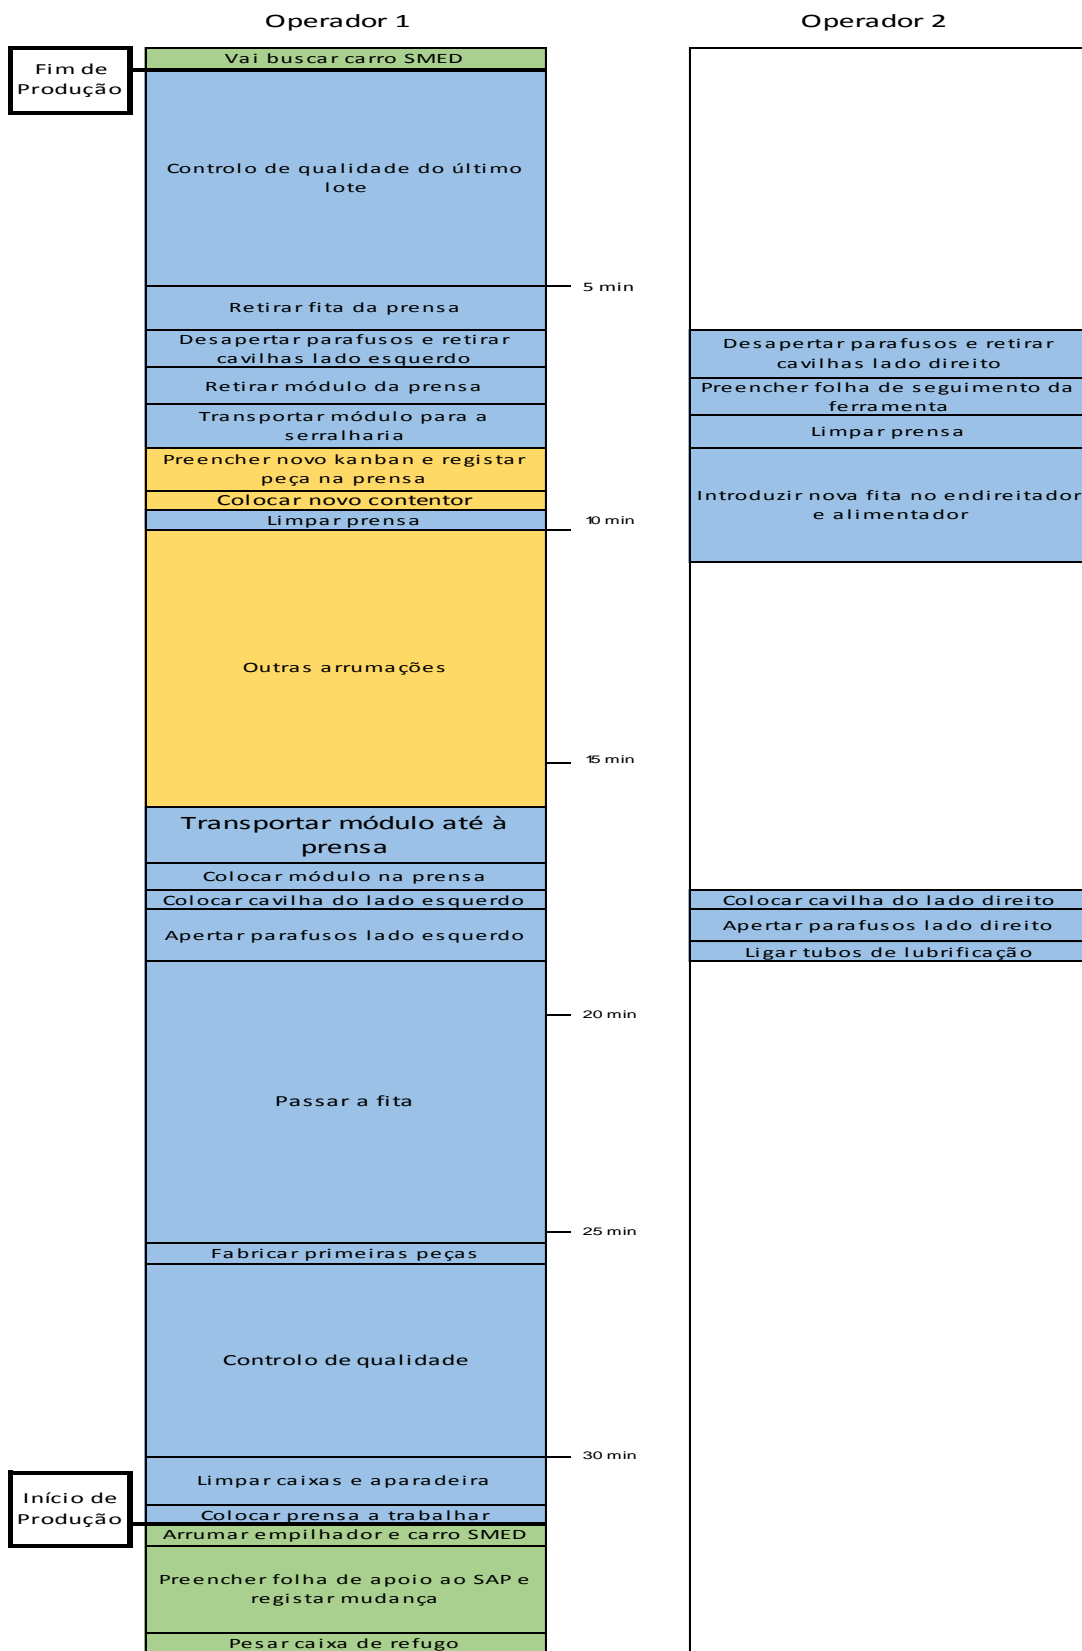 Operador 1
Operador 2
Fim de
Produção
Vai buscar carro SMED
Controlo de qualidade do último
lote
5 min
Retirar fita da prensa
Desapertar parafusos e retirar
cavilhas lado esquerdo
Retirar módulo da prensa
Transportar módulo para a
serralharia
Preencher novo kanban e registar
peça na prensa
Colocar novo contentor
Limpar prensa
10 min
Outras arrumações
15 min
Transportar módulo até à
prensa
Colocar módulo na prensa
Colocar cavilha do lado esquerdo
Apertar parafusos lado esquerdo
20 min
Passar a fita
25 min
Fabricar primeiras peças
Controlo de qualidade
30 min
Limpar caixas e aparadeira
Colocar prensa a trabalhar
Início de
Produção
Arrumar empilhador e carro SMED
Preencher folha de apoio ao SAP e
registar mudança
Pesar caixa de refugo
Desapertar parafusos e retirar
cavilhas lado direito
Preencher folha de seguimento da
ferramenta
Limpar prensa
Introduzir nova fita no endireitador
e alimentador
Colocar cavilha do lado direito
Apertar parafusos lado direito
Ligar tubos de lubrificação